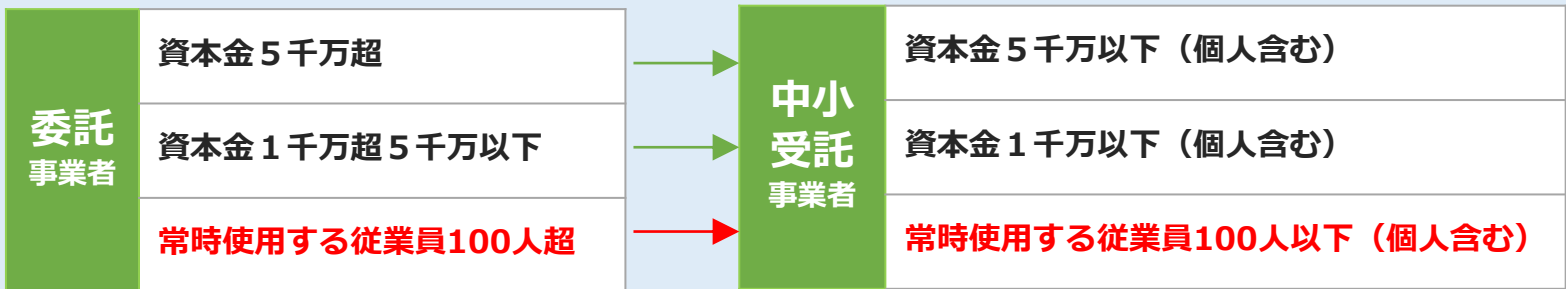 委託
事業者
資本金５千万超
資本金１千万超５千万以下
常時使用する従業員100人超
中小
受託
事業者
資本金５千万以下（個人含む）
資本金１千万以下（個人含む）
常時使用する従業員100人以下（個人含む）